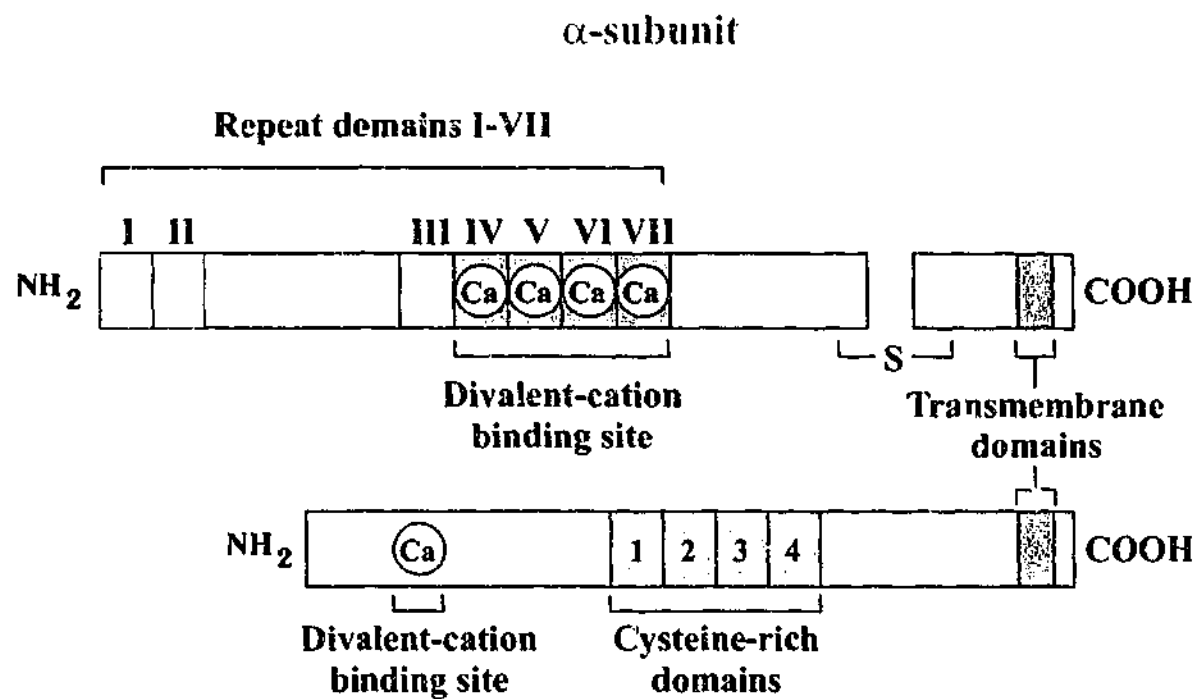 α-subunit
Repeat domains I-VII
I II III IV V VI VII
NH2 Ca Ca Ca Ca COOH
S
Divalent-cation
binding site
Transmembrane
domains
NH2 Ca 1 2 3 4 COOH
Divalent-cation
binding site
Cysteine-rich
domains